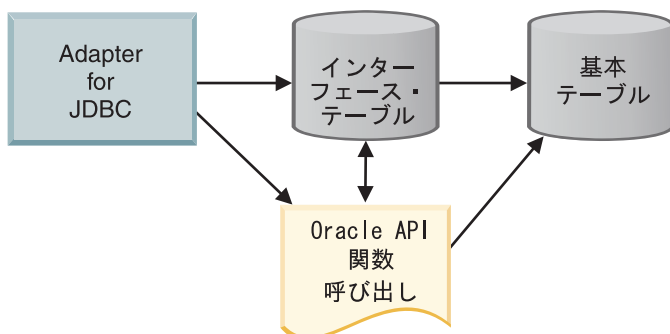 Adapter
for
JDBC
インター
フェース・
テーブル
基本
テーブル
Oracle API
関数
呼び出し